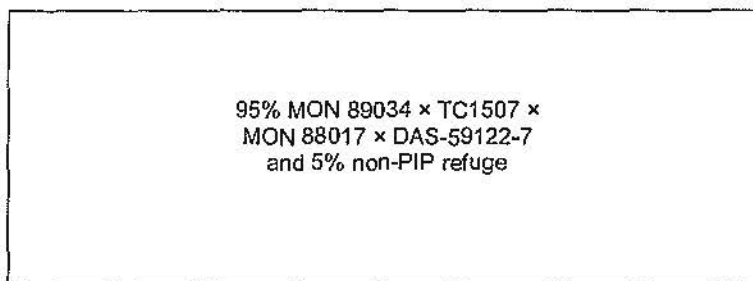 95% MON 89034 × TC1507 ×
MON 88017 × DAS-59122-7
and 5% non-PIP refuge